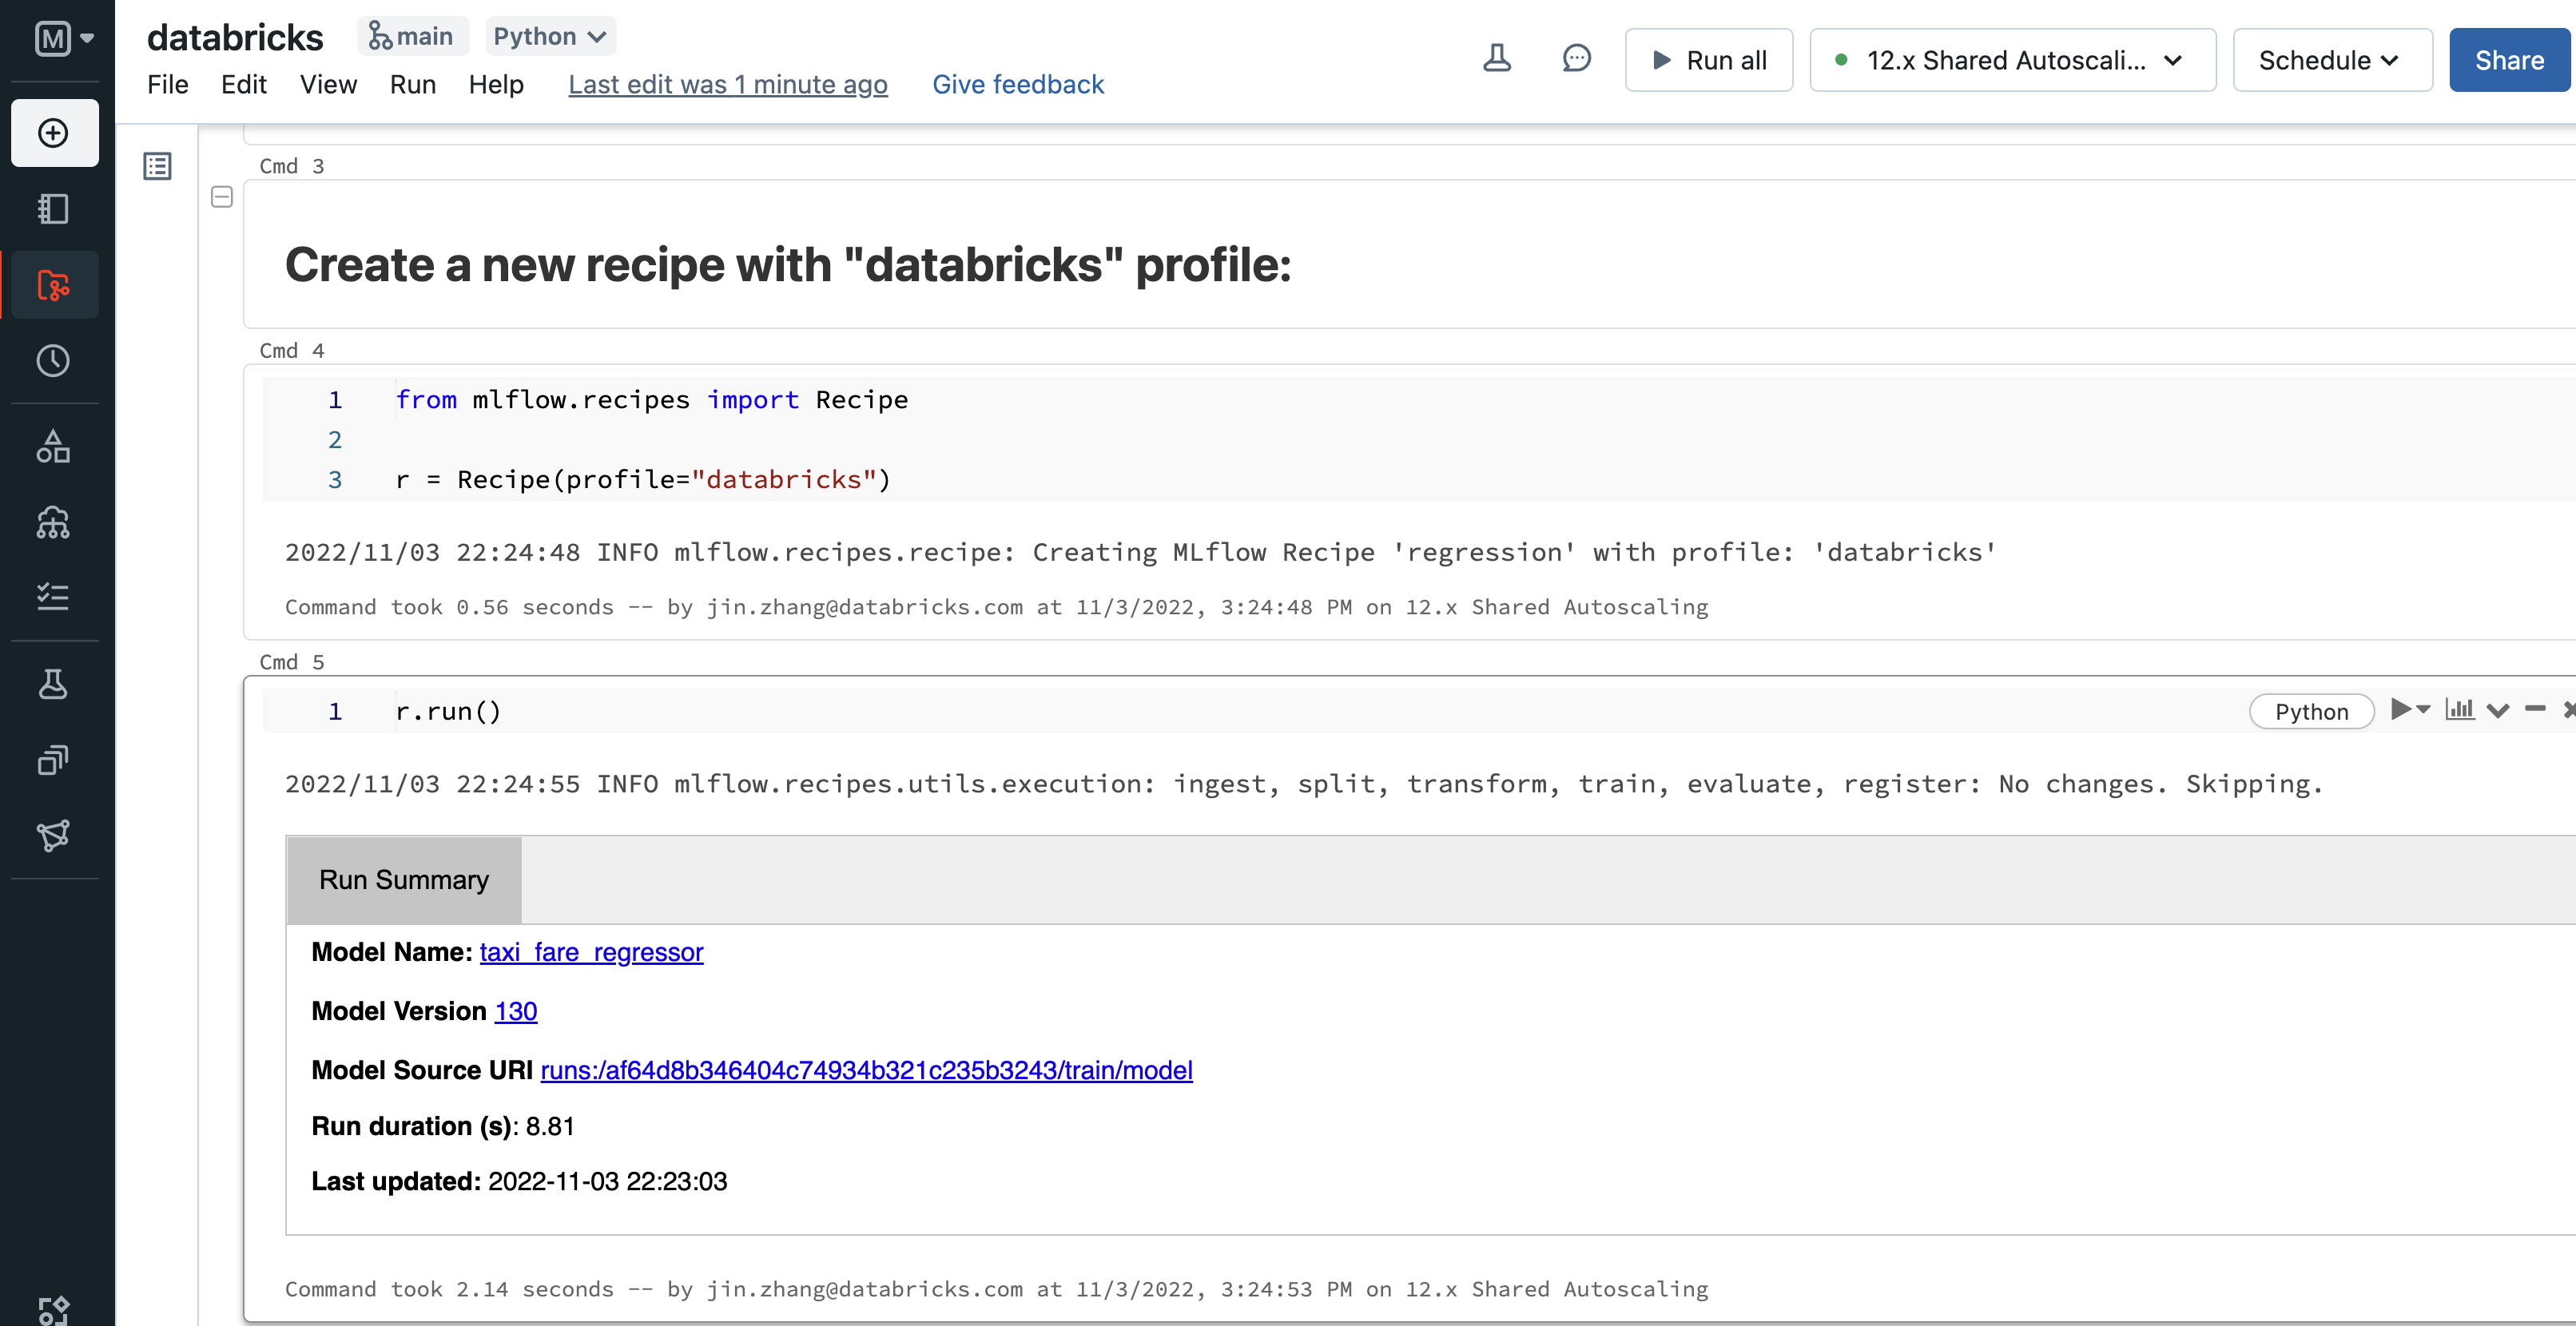 M
databricks main Python
File Edit View Run Help Last edit was 1 minute ago Give feedback
Run all 12.x Shared Autoscali... Schedule Share
Cmd 3
Create a new recipe with "databricks" profile:
Cmd 4
1 from mlflow.recipes import Recipe
2
3 r = Recipe(profile="databricks")
2022/11/03 22:24:48 INFO mlflow.recipes.recipe: Creating MLflow Recipe 'regression' with profile: 'databricks'
Command took 0.56 seconds -- by jin.zhang@databricks.com at 11/3/2022, 3:24:48 PM on 12.x Shared Autoscaling
Cmd 5
1 r.run()
Python
2022/11/03 22:24:55 INFO mlflow.recipes.utils.execution: ingest, split, transform, train, evaluate, register: No changes. Skipping.
Run Summary
Model Name: taxi_fare_regressor
Model Version 130
Model Source URI runs:/af64d8b346404c74934b321c235b3243/train/model
Run duration (s): 8.81
Last updated: 2022-11-03 22:23:03
Command took 2.14 seconds -- by jin.zhang@databricks.com at 11/3/2022, 3:24:53 PM on 12.x Shared Autoscaling